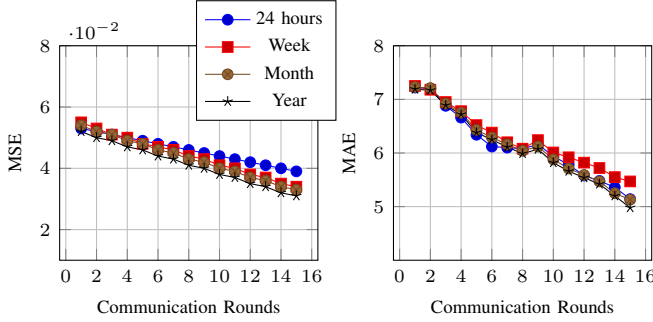 ·10⁻²
24 hours
Week
Month
Year
8
6
4
2
MSE
0 2 4 6 8 10 12 14 16
Communication Rounds
8
7
6
5
MAE
0 2 4 6 8 10 12 14 16
Communication Rounds